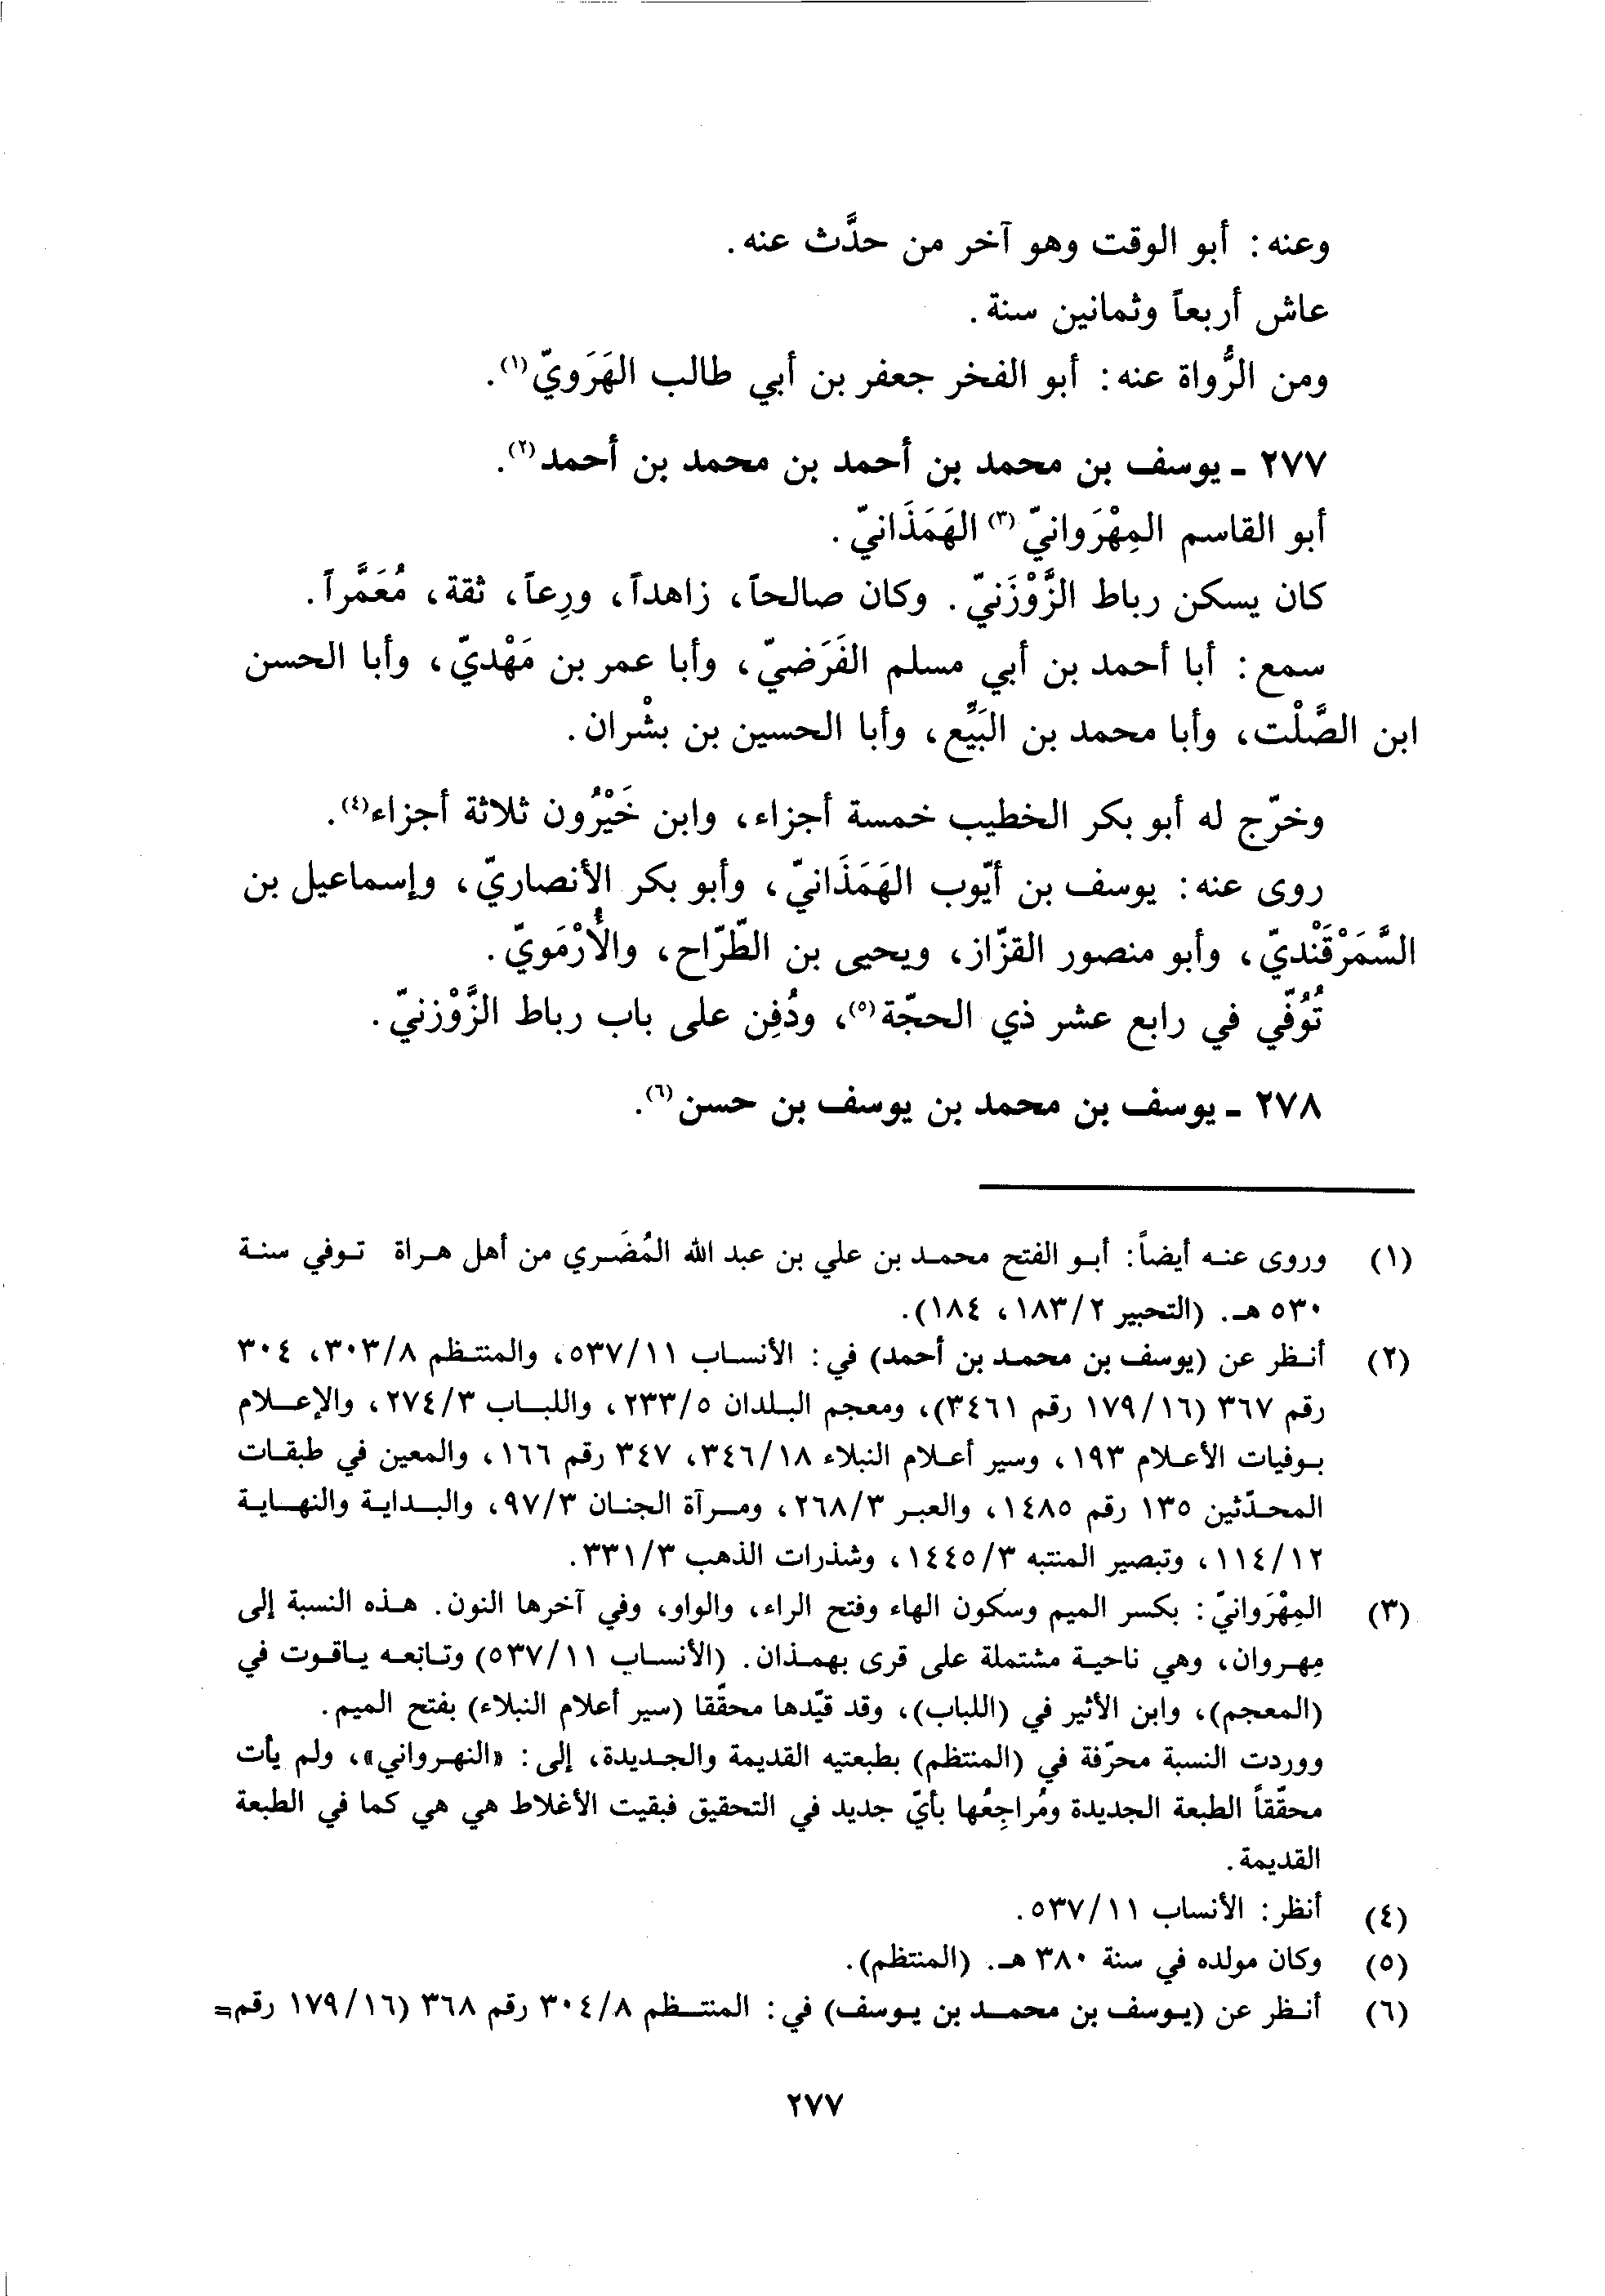 وعنه: أبو الوقت وهو آخر من حدَّث عنه.
عاش أربعاً وثمانين سنة.
ومن الرُّواة عنه: أبو الفخر جعفر بن أبي طالب الهَرَويّ(١).
٢٧٧ ـ يوسف بن محمد بن أحمد بن محمد بن أحمد(٢).
أبو القاسم المِهْرَوانيّ(٣) الهَمَذَانيّ.
كان يسكن رباط الزَّوْزَنيّ. وكان صالحاً، زاهداً، ورِعاً، ثقة، مُعَمَّراً.
سمع: أبا أحمد بن أبي مسلم الفَرَضيّ، وأبا عمر بن مَهْديّ، وأبا الحسن
ابن الصَّلْت، وأبا محمد بن البَيِّع، وأبا الحسين بن بشْران.
وخرّج له أبو بكر الخطيب خمسة أجزاء، وابن خَيْرُون ثلاثة أجزاء(٤).
روى عنه: يوسف بن أيّوب الهَمَذَانيّ، وأبو بكر الأنصاريّ، وإسماعيل بن
السَّمَرْقَنْديّ، وأبو منصور القزّاز، ويحيى بن الطّرّاح، والأُرْمَويّ.
تُوُفّي في رابع عشر ذي الحجّة(٥)، ودُفِن على باب رباط الزَّوْزنيّ.
٢٧٨ ـ يوسف بن محمد بن يوسف بن حسن(٦).
(١) وروى عنه أيضاً: أبو الفتح محمد بن علي بن عبد الله المُضَري من أهل هراة توفي سنة
٥٣٠ هـ. (التحبير ١٨٣/٢، ١٨٤).
(٢) أنظر عن (يوسف بن محمد بن أحمد) في: الأنساب ٥٣٧/١١، والمنتظم ٣٠٣/٨، ٣٠٤
رقم ٣٦٧ (١٧٩/١٦ رقم ٣٤٦١)، ومعجم البلدان ٢٣٣/٥، واللباب ٢٧٤/٣، والإعلام
بوفيات الأعلام ١٩٣، وسير أعلام النبلاء ٣٤٦/١٨، ٣٤٧ رقم ١٦٦، والمعين في طبقات
المحدّثين ١٣٥ رقم ١٤٨٥، والعبر ٢٦٨/٣، ومرآة الجنان ٩٧/٣، والبداية والنهاية
١١٤/١٢، وتبصير المنتبه ١٤٤٥/٣، وشذرات الذهب ٣٣١/٣.
(٣) المِهْرَوانيّ: بكسر الميم وسكون الهاء وفتح الراء، والواو، وفي آخرها النون. هذه النسبة إلى
مِهروان، وهي ناحية مشتملة على قرى بهمذان. (الأنساب ٥٣٧/١١) وتابَعه ياقوت في
(المعجم)، وابن الأثير في (اللباب)، وقد قيّدها محقّقا (سير أعلام النبلاء) بفتح الميم.
ووردت النسبة محرّفة في (المنتظم) بطبعتيه القديمة والجديدة، إلى: «النهرواني»، ولم يأت
محقّقاً الطبعة الجديدة ومُراجِعُها بأيّ جديد في التحقيق فبقيت الأغلاط هي هي كما في الطبعة
القديمة.
(٤) أنظر: الأنساب ٥٣٧/١١.
(٥) وكان مولده في سنة ٣٨٠ هـ. (المنتظم).
(٦) أنظر عن (يوسف بن محمد بن يوسف) في: المنتظم ٣٠٤/٨ رقم ٣٦٨ (١٧٩/١٦ رقم=
٢٧٧